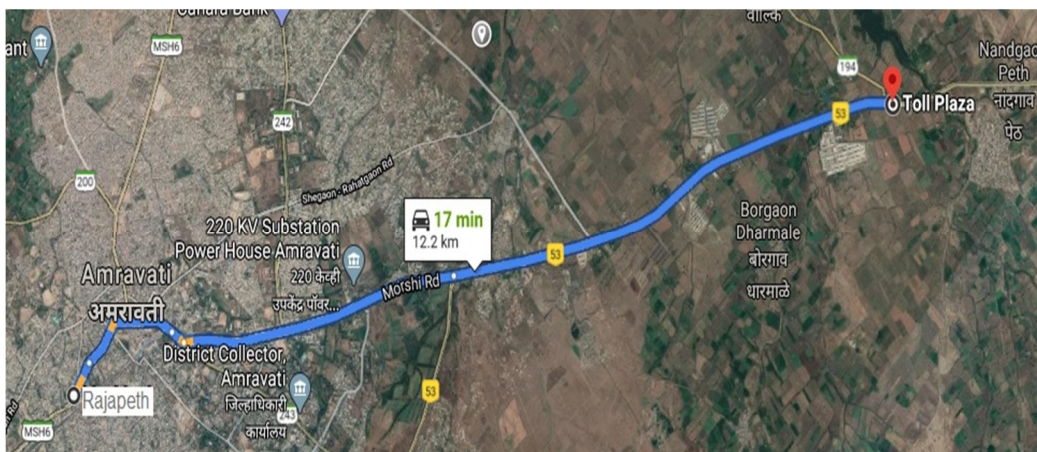 Canara Bank
वाल्कि
ant
MSH6
194
Nandgao
Peth
नांदगाव
पेठ
Toll Plaza
53
242
Shegaon - Rahatgaon Rd
200
17 min
12.2 km
220 KV Substation
Power House Amravati
220 केव्ही
उपकेंद्र पॉवर...
Borgaon
Dharmale
बोरगाव
धारमाळे
53
Morshi Rd
Amravati
अमरावती
District Collector,
Amravati
जिल्हाधिकारी
कार्यालय
243
53
Rajapeth
MSH6
Rd